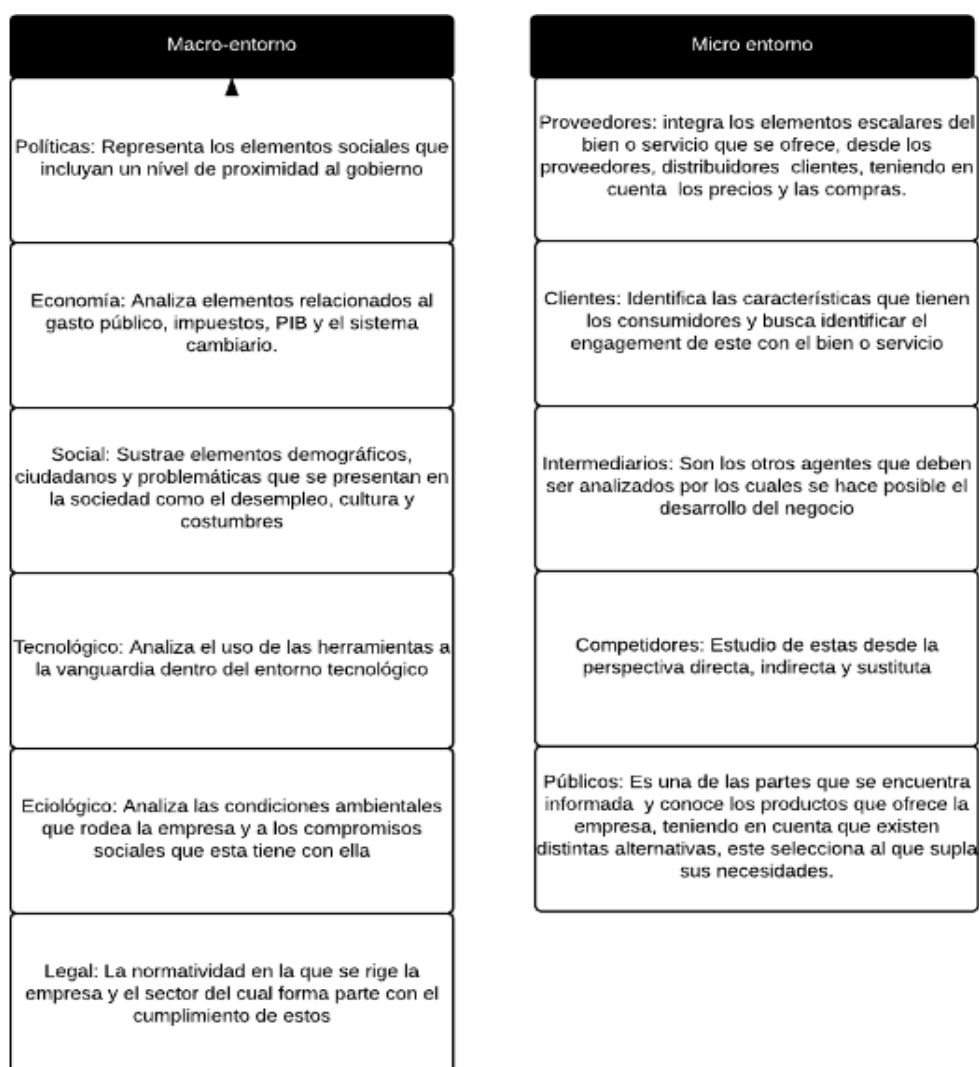 Macro-entorno
Políticas: Representa los elementos sociales que
incluyan un nível de proximidad al gobierno
Economía: Analiza elementos relacionados al
gasto público, impuestos, PIB y el sistema
cambiario.
Social: Sustrae elementos demográficos,
ciudadanos y problemáticas que se presentan en
la sociedad como el desempleo, cultura y
costumbres
Tecnológico: Analiza el uso de las herramientas a
la vanguardia dentro del entorno tecnológico
Eciológico: Analiza las condiciones ambientales
que rodea la empresa y a los compromisos
sociales que esta tiene con ella
Legal: La normatividad en la que se rige la
empresa y el sector del cual forma parte con el
cumplimiento de estos
Micro entorno
Proveedores: integra los elementos escalares del
bien o servicio que se ofrece, desde los
proveedores, distribuidores clientes, teniendo en
cuenta los precios y las compras.
Clientes: Identifica las características que tienen
los consumidores y busca identificar el
engagement de este con el bien o servicio
Intermediarios: Son los otros agentes que deben
ser analizados por los cuales se hace posible el
desarrollo del negocio
Competidores: Estudio de estas desde la
perspectiva directa, indirecta y sustituta
Públicos: Es una de las partes que se encuentra
informada y conoce los productos que ofrece la
empresa, teniendo en cuenta que existen
distintas alternativas, este selecciona al que supla
sus necesidades.